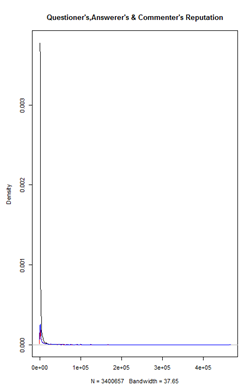 Questioner's,Answerer's & Commenter's Reputation
Density
0.003
0.002
0.001
0.000
0e+00 1e+05 2e+05 3e+05 4e+05
N = 3400657 Bandwidth = 37.65